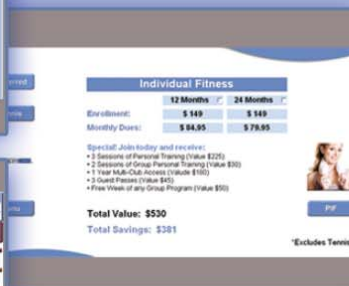 Individual Fitness
12 Months 24 Months
Enrollment: $ 149 $ 149
Monthly Dues: $ 84.95 $ 79.95
Special! Join today and receive:
• 3 Sessions of Personal Training (Value $225)
• 2 Sessions of Group Personal Training (Value $30)
• 1 Year Multi-Club Access (Value $180)
• 3 Guest Passes (Value $45)
• Free Week of any Group Program (Value $50)
Total Value: $530
Total Savings: $381
PIF
*Excludes Tennis